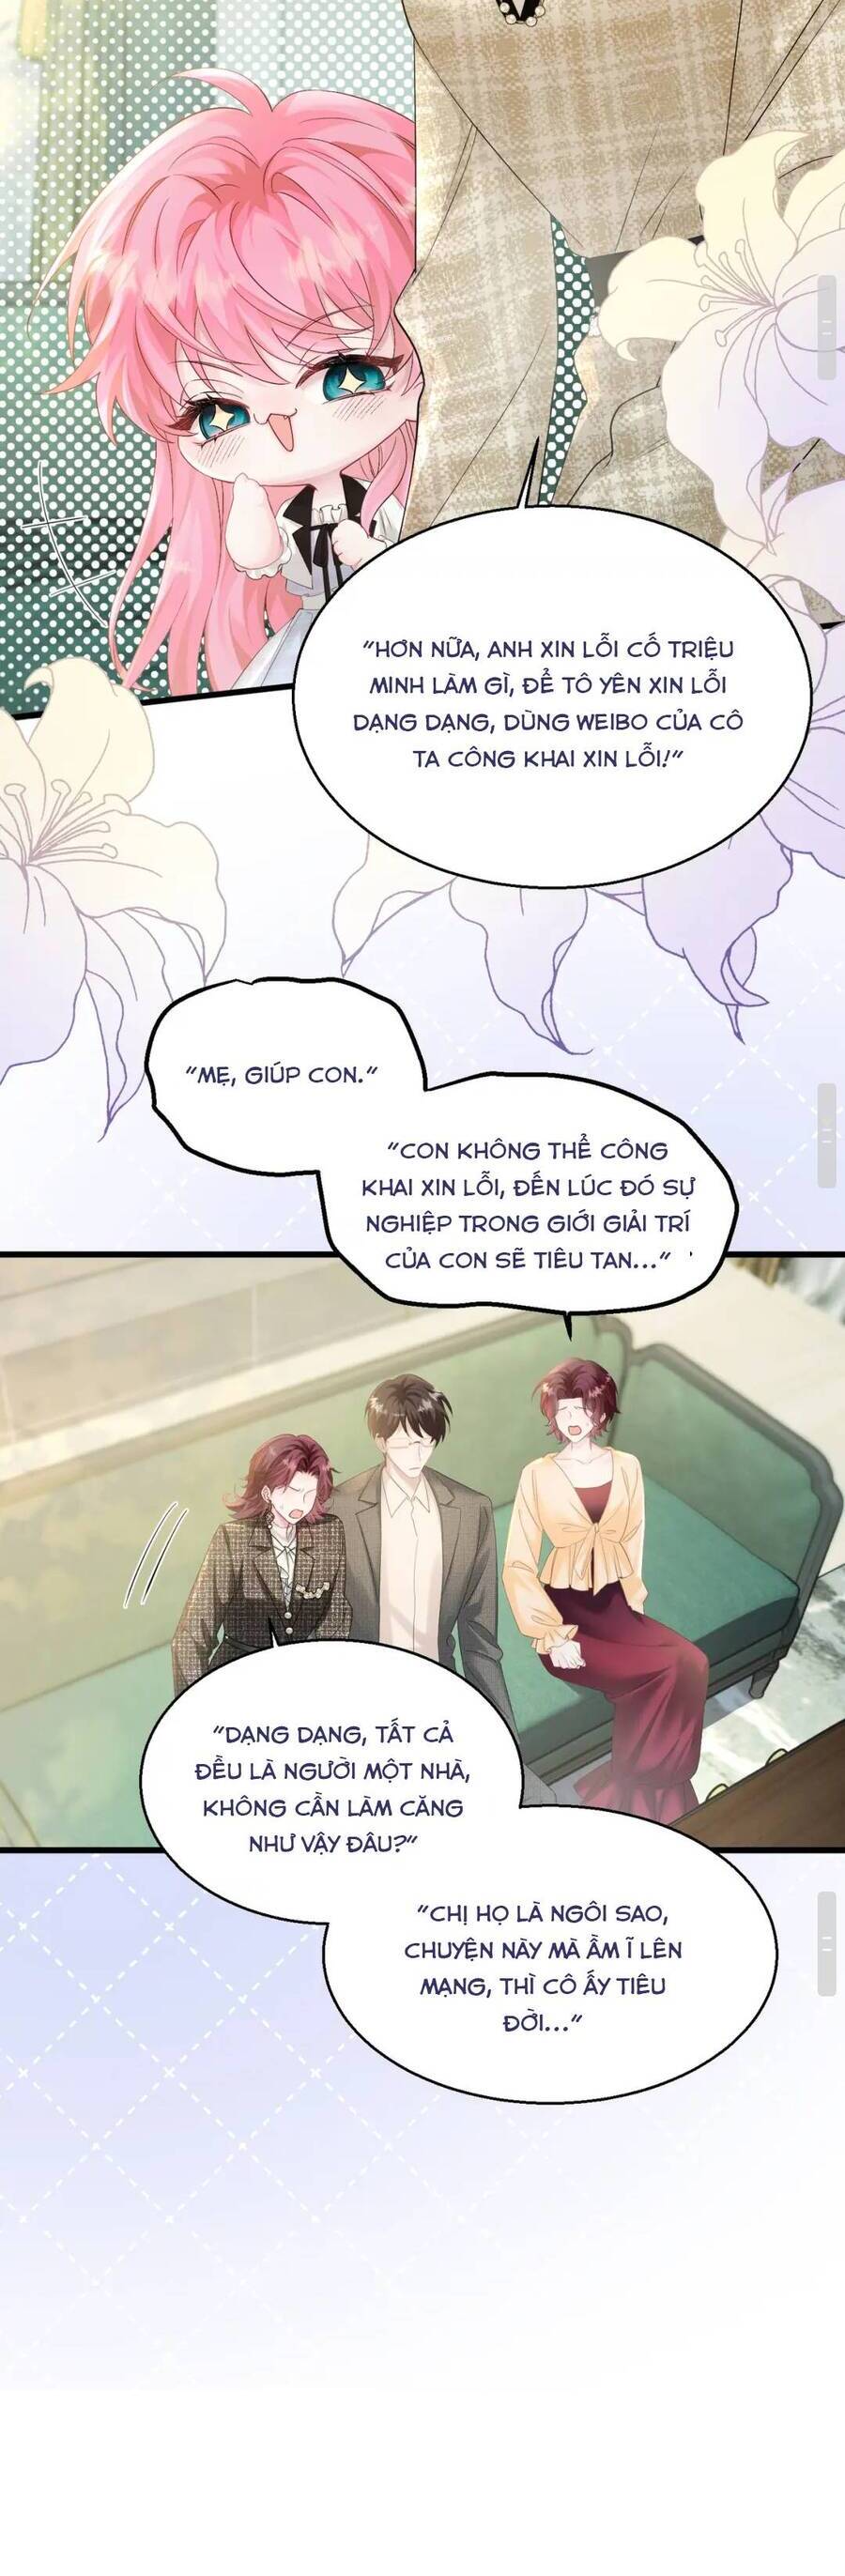 “HƠN NỮA, ANH XIN LỖI CỐ TRIỆU
MINH LÀM GÌ, ĐỂ TÔ YÊN XIN LỖI
DẠNG DẠNG, DÙNG WEIBO CỦA CÔ
TA CÔNG KHAI XIN LỖI!”
“MẸ, GIÚP CON.”
“CON KHÔNG THỂ CÔNG
KHAI XIN LỖI, ĐẾN LÚC ĐÓ SỰ
NGHIỆP TRONG GIỚI GIẢI TRÍ
CỦA CON SẼ TIÊU TAN...”
“DẠNG DẠNG, TẤT CẢ
ĐỀU LÀ NGƯỜI MỘT NHÀ,
KHÔNG CẦN LÀM CĂNG
NHƯ VẬY ĐÂU?”
“CHỊ HỌ LÀ NGÔI SAO,
CHUYỆN NÀY MÀ ẦM Ĩ LÊN
MẠNG, THÌ CÔ ẤY TIÊU
ĐỜI...”